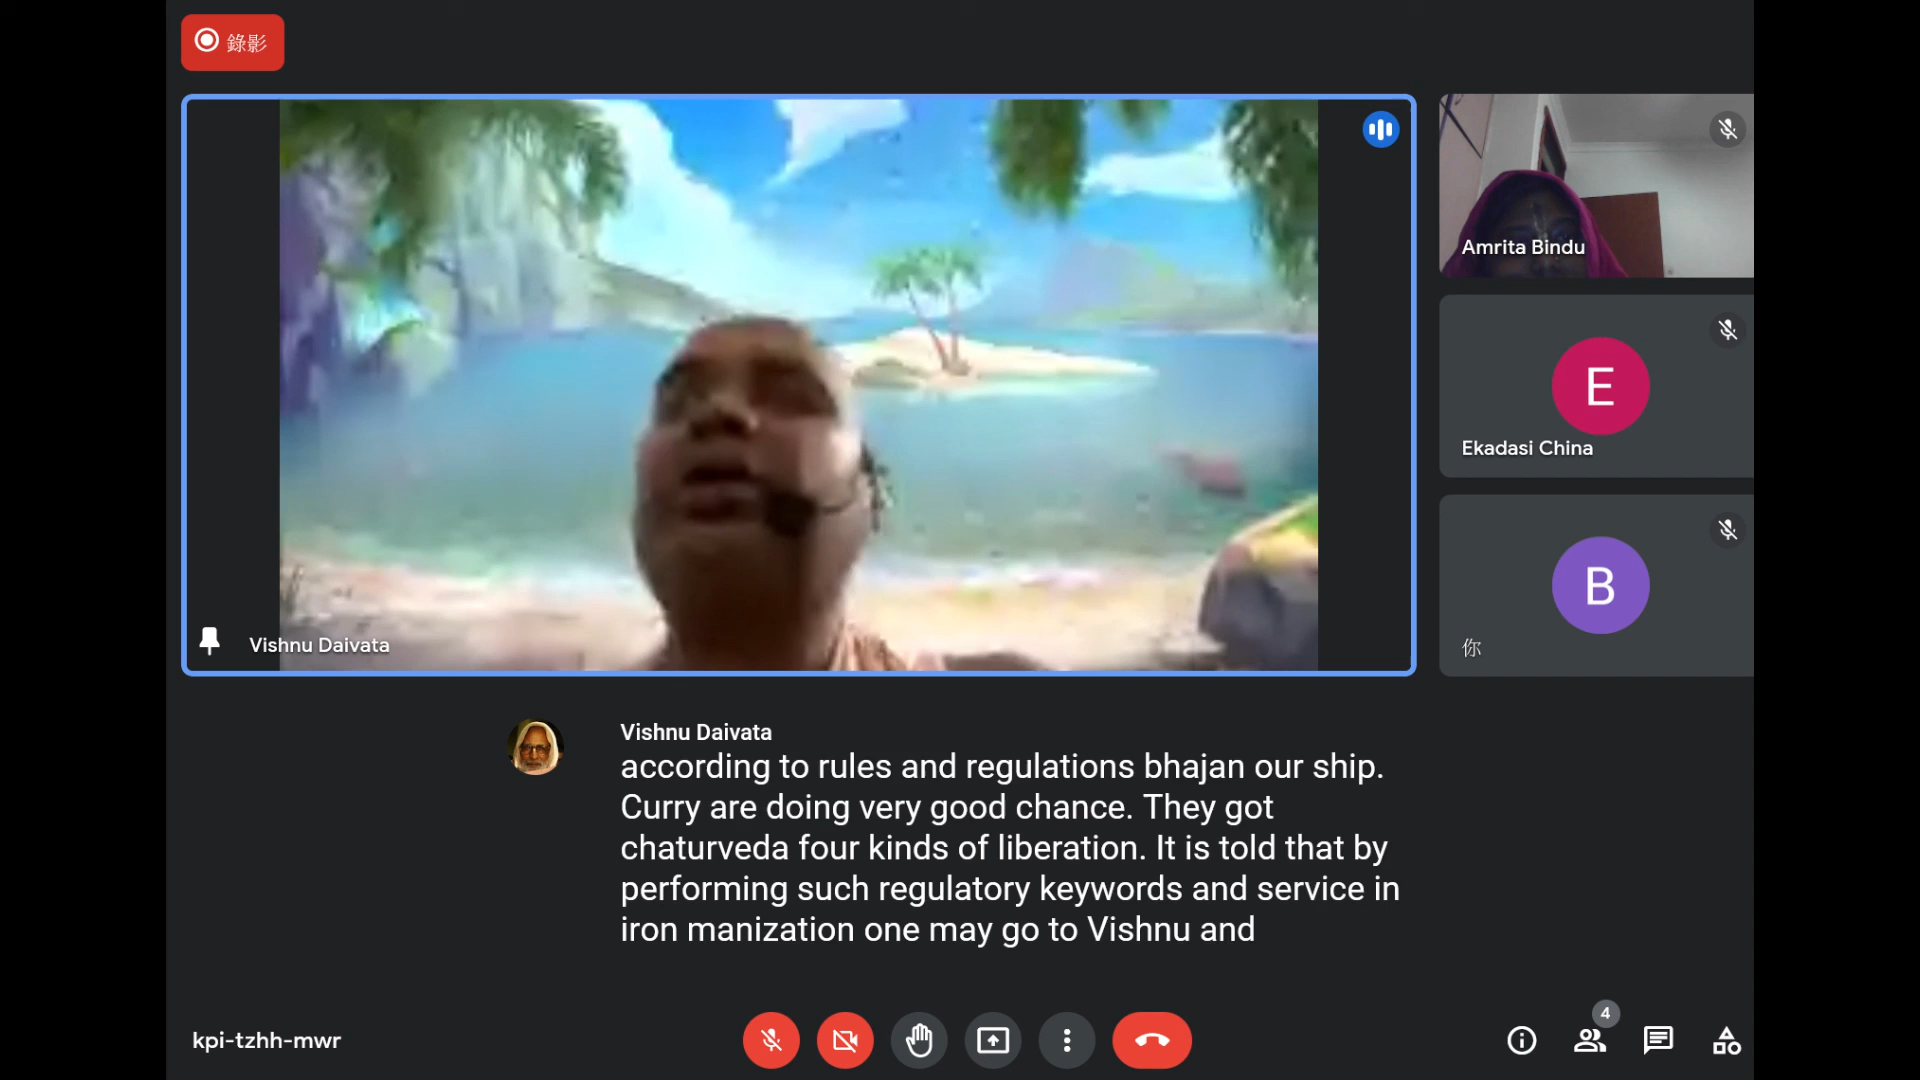 錄影
Amrita Bindu
E
Ekadasi China
B
你
Vishnu Daivata
Vishnu Daivata
according to rules and regulations bhajan our ship.
Curry are doing very good chance. They got
chaturveda four kinds of liberation. It is told that by
performing such regulatory keywords and service in
iron manization one may go to Vishnu and
kpi-tzhh-mwr
4